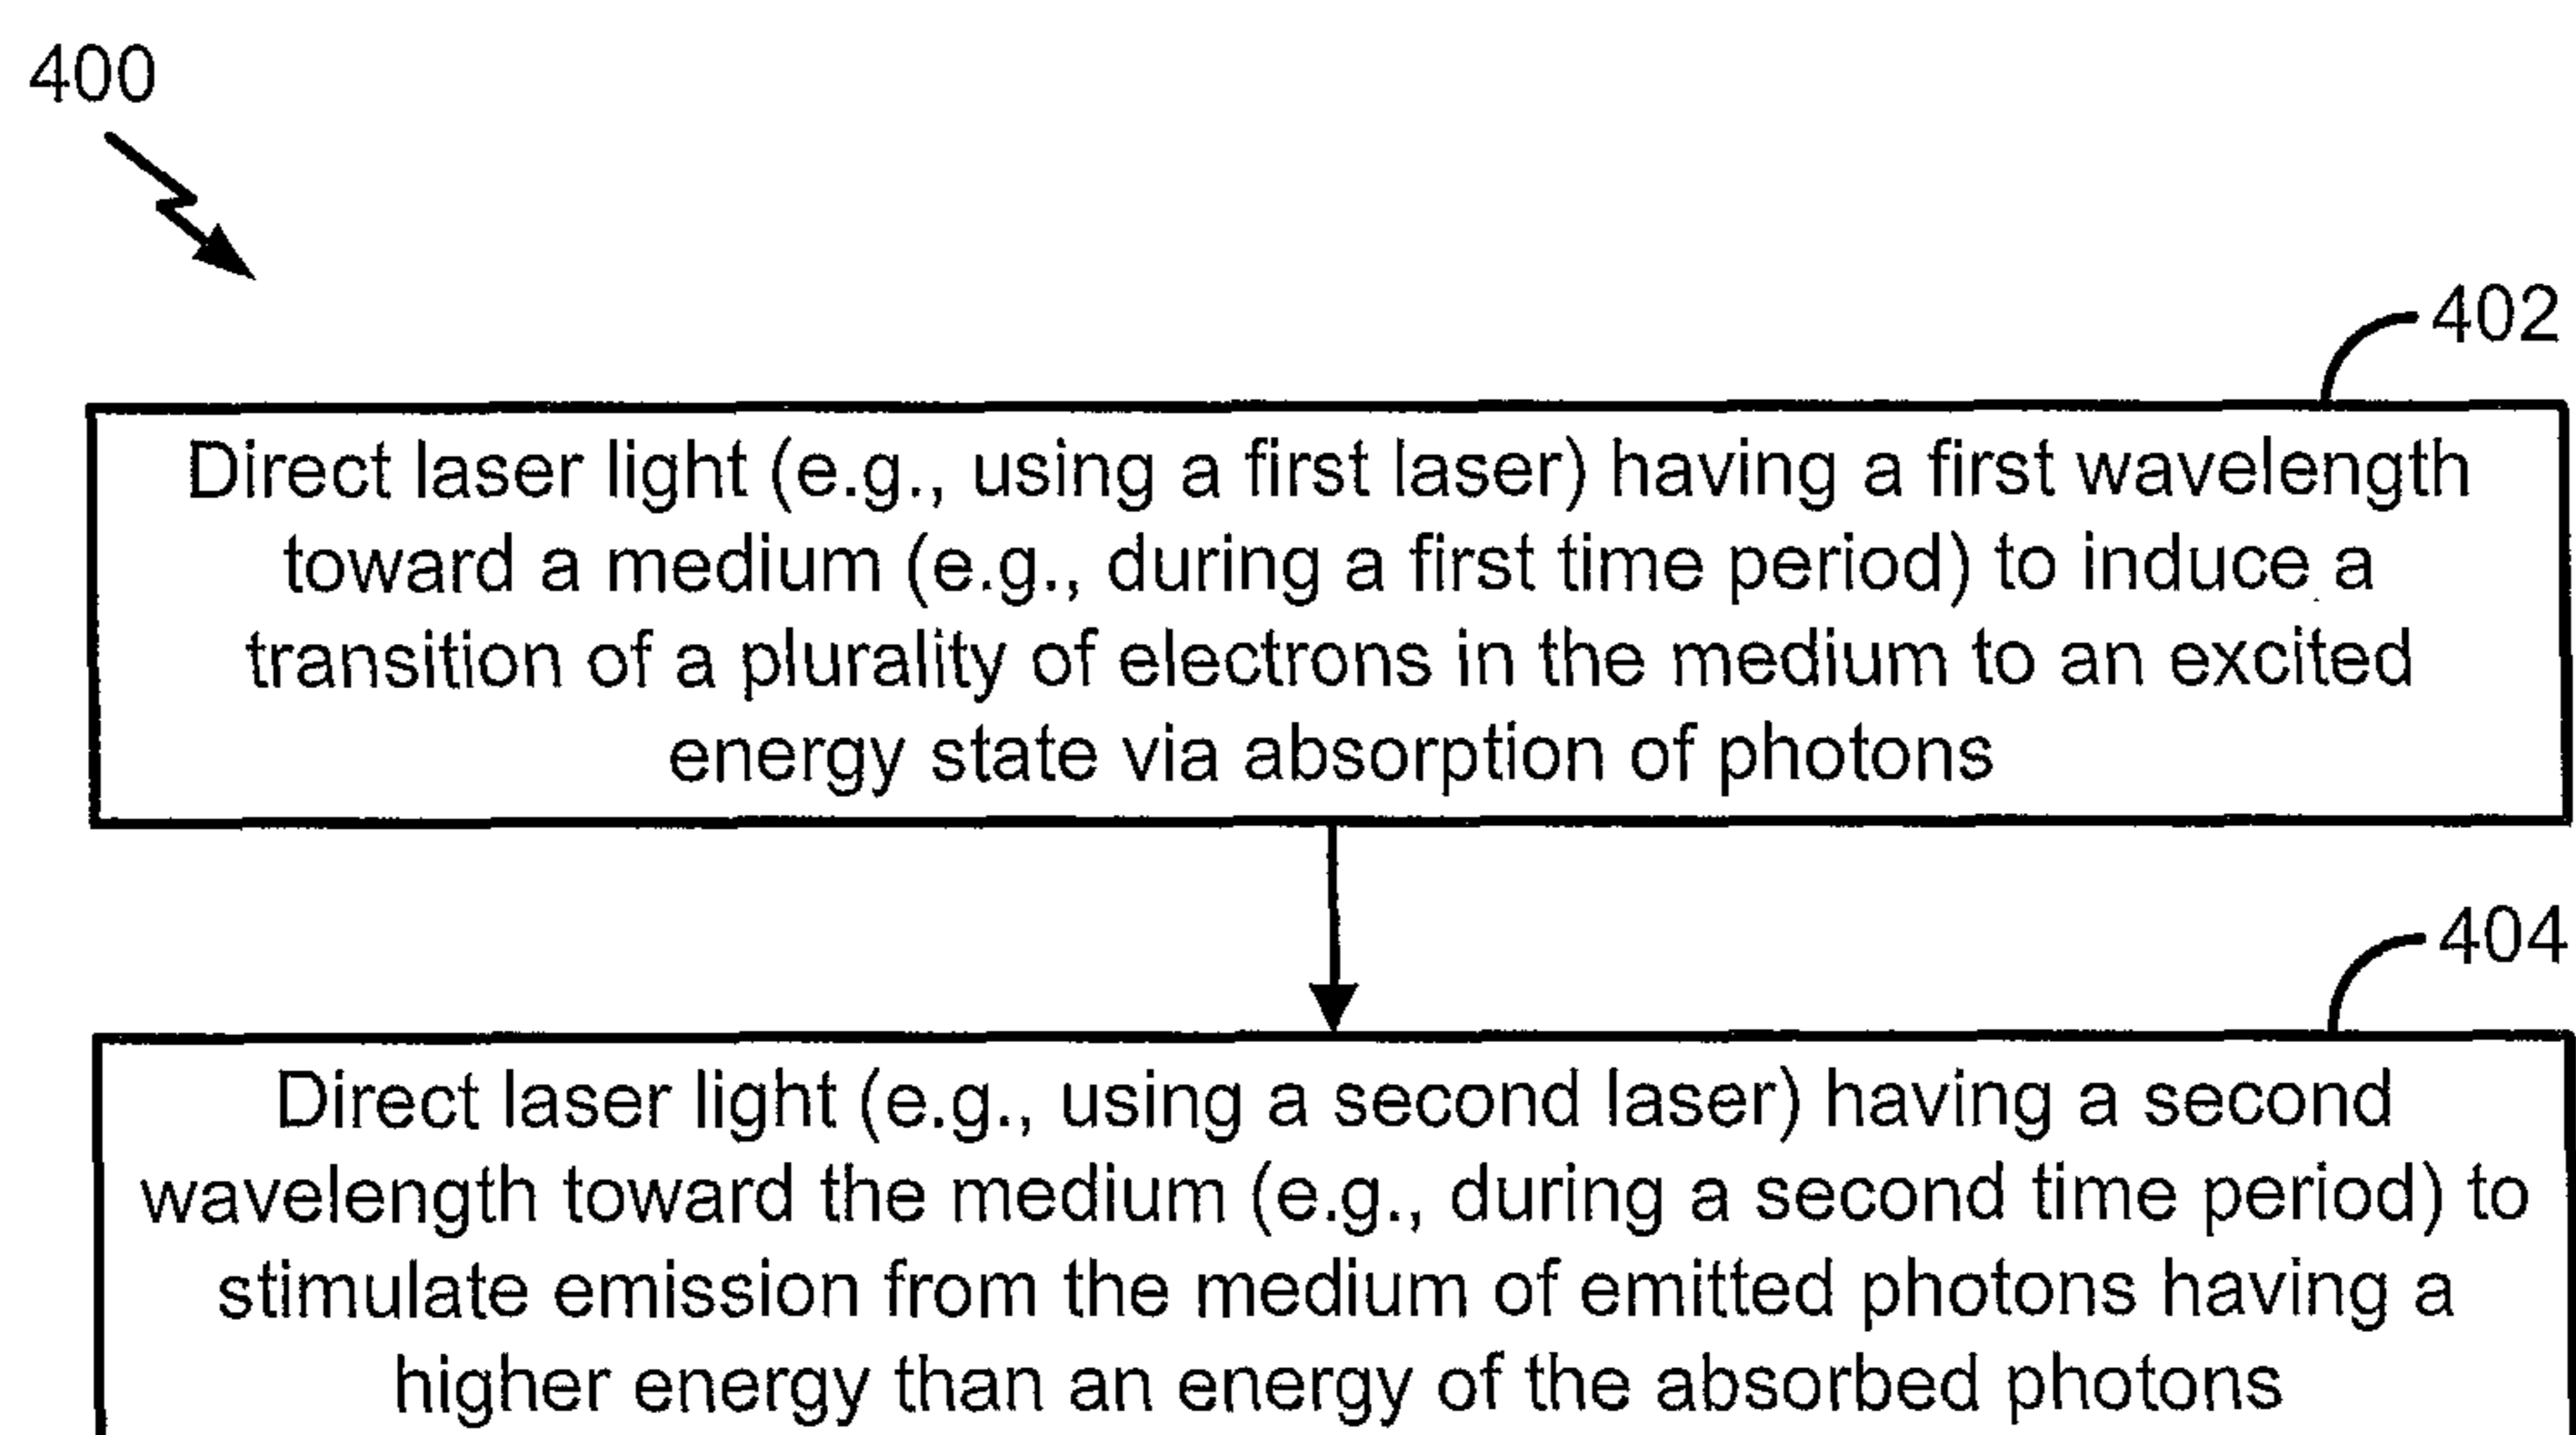 400
402
Direct laser light (e.g., using a first laser) having a first wavelength
toward a medium (e.g., during a first time period) to induce a
transition of a plurality of electrons in the medium to an excited
energy state via absorption of photons
404
Direct laser light (e.g., using a second laser) having a second
wavelength toward the medium (e.g., during a second time period) to
stimulate emission from the medium of emitted photons having a
higher energy than an energy of the absorbed photons